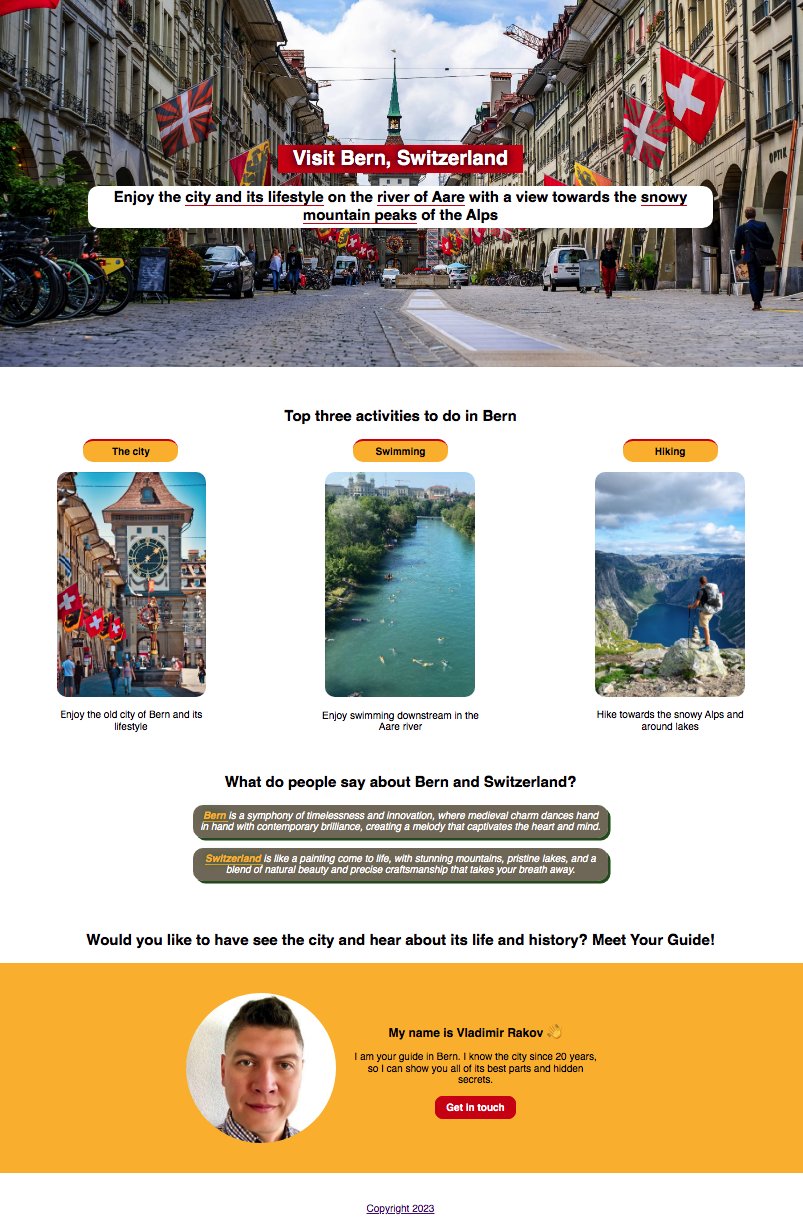 OPTIK
Visit Bern, Switzerland
Enjoy the city and its lifestyle on the river of Aare with a view towards the snowy
mountain peaks of the Alps
Top three activities to do in Bern
The city
Swimming
Hiking
Enjoy the old city of Bern and its
lifestyle
Enjoy swimming downstream in the
Aare river
Hike towards the snowy Alps and
around lakes
What do people say about Bern and Switzerland?
Bern is a symphony of timelessness and innovation, where medieval charm dances hand
in hand with contemporary brilliance, creating a melody that captivates the heart and mind.
Switzerland is like a painting come to life, with stunning mountains, pristine lakes, and a
blend of natural beauty and precise craftsmanship that takes your breath away.
Would you like to have see the city and hear about its life and history? Meet Your Guide!
My name is Vladimir Rakov 👋
I am your guide in Bern. I know the city since 20 years,
so I can show you all of its best parts and hidden
secrets.
Get in touch
Copyright 2023